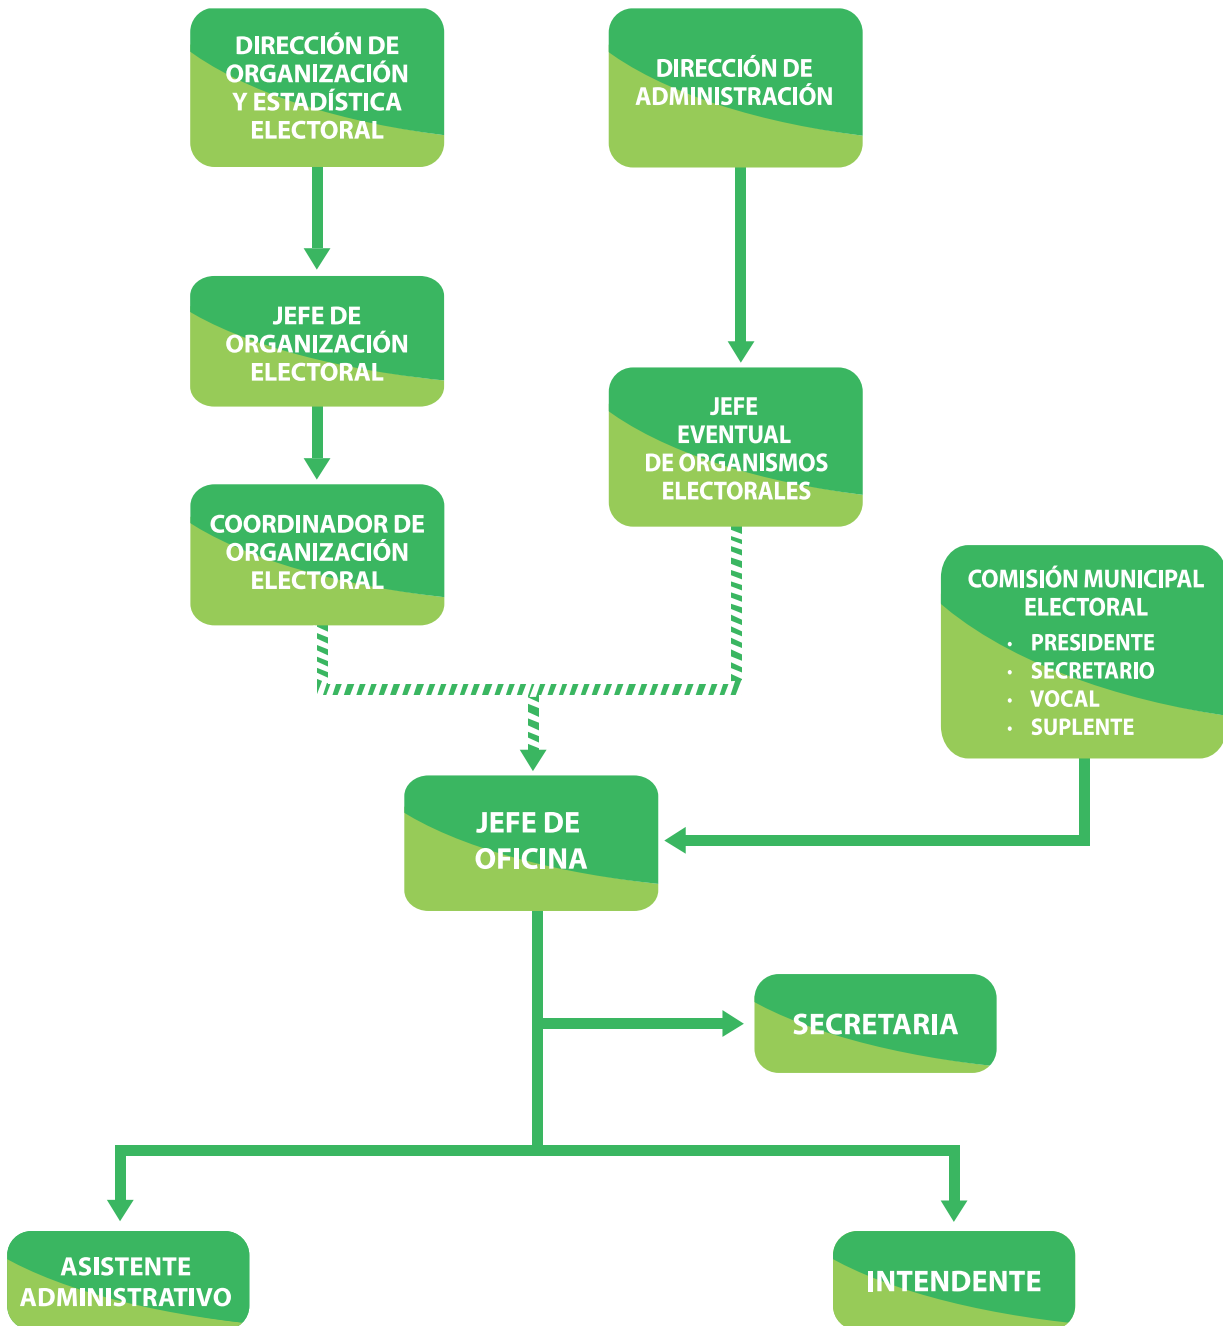 DIRECCIÓN DE
ORGANIZACIÓN
Y ESTADÍSTICA
ELECTORAL
DIRECCIÓN DE
ADMINISTRACIÓN
JEFE DE
ORGANIZACIÓN
ELECTORAL
JEFE
EVENTUAL
DE ORGANISMOS
ELECTORALES
COORDINADOR DE
ORGANIZACIÓN
ELECTORAL
COMISIÓN MUNICIPAL
ELECTORAL
· PRESIDENTE
· SECRETARIO
· VOCAL
· SUPLENTE
JEFE DE
OFICINA
SECRETARIA
ASISTENTE
ADMINISTRATIVO
INTENDENTE